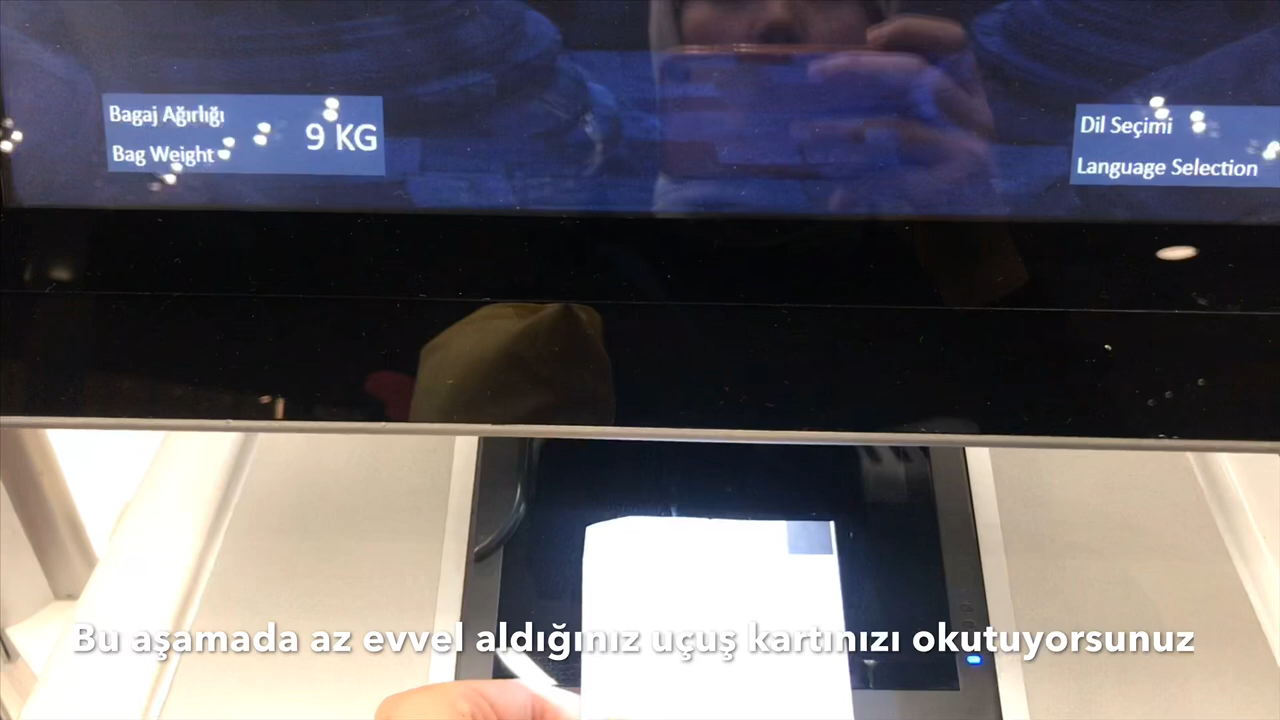 Bagaj Ağırlığı
Bag Weight
9 KG
Dil Seçimi
Language Selection
Bu aşamada az evvel aldığınız uçuş kartınızı okutuyorsunuz